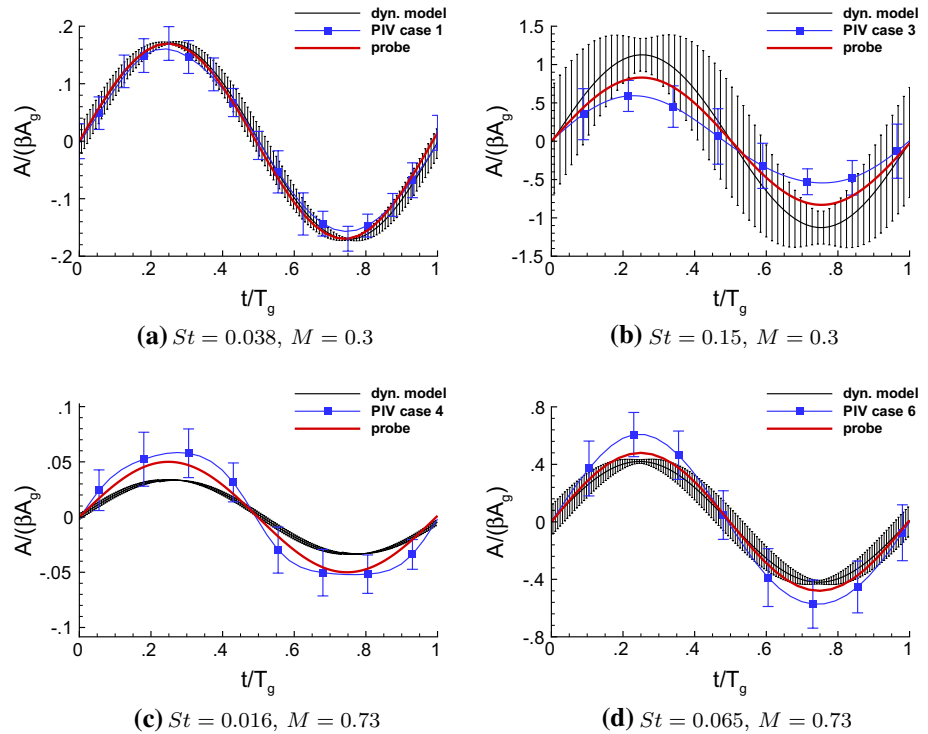 dyn. model
PIV case 1
probe
A/(βA_g)
.2
.1
0
-.1
-.2
0 .2 .4 .6 .8 1
t/T_g
(a) St = 0.038, M = 0.3
dyn. model
PIV case 3
probe
A/(βA_g)
1.5
1
.5
0
-.5
-1
-1.5
0 .2 .4 .6 .8 1
t/T_g
(b) St = 0.15, M = 0.3
dyn. model
PIV case 4
probe
A/(βA_g)
.1
.05
0
-.05
-.1
0 .2 .4 .6 .8 1
t/T_g
(c) St = 0.016, M = 0.73
dyn. model
PIV case 6
probe
A/(βA_g)
.8
.4
0
-.4
-.8
0 .2 .4 .6 .8 1
t/T_g
(d) St = 0.065, M = 0.73